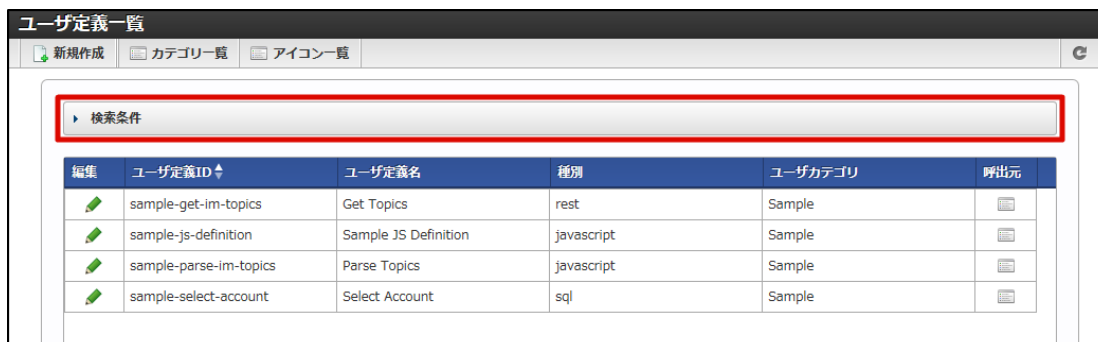 ユーザ定義一覧
新規作成 カテゴリ一覧 アイコン一覧
検索条件
編集 ユーザ定義ID ユーザ定義名 種別 ユーザカテゴリ 呼出元
sample-get-im-topics Get Topics rest Sample
sample-js-definition Sample JS Definition javascript Sample
sample-parse-im-topics Parse Topics javascript Sample
sample-select-account Select Account sql Sample